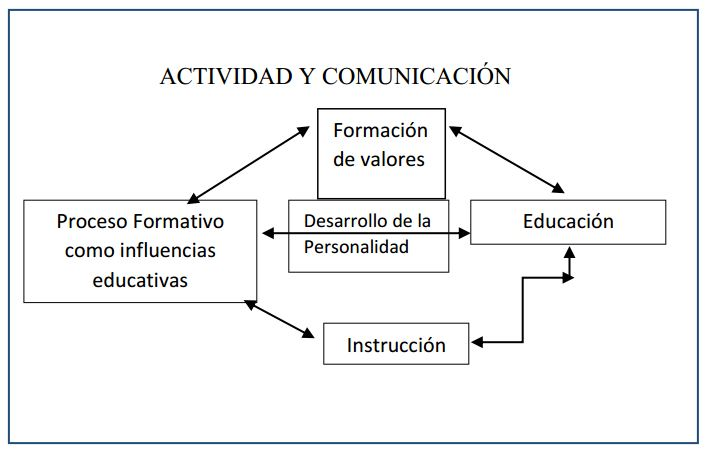 ACTIVIDAD Y COMUNICACIÓN
Formación
de valores
Proceso Formativo
como influencias
educativas
Desarrollo de la
Personalidad
Educación
Instrucción